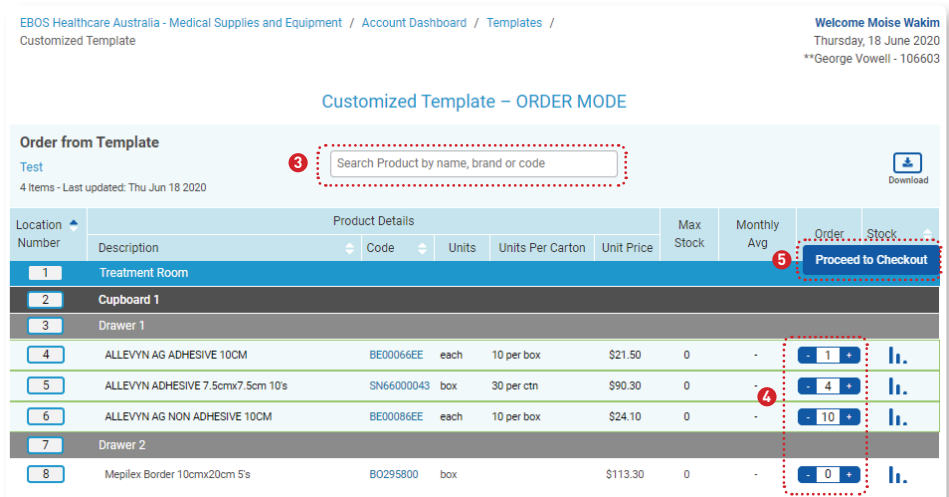 EBOS Healthcare Australia - Medical Supplies and Equipment / Account Dashboard / Templates /
Customized Template
Welcome Moise Wakim
Thursday, 18 June 2020
**George Vowell - 106603
Customized Template – ORDER MODE
Order from Template
Test
4 Items - Last updated: Thu Jun 18 2020
3
Search Product by name, brand or code
Download
Location Number
Product Details
Description Code Units Units Per Carton Unit Price
Max Stock
Monthly Avg
Order
Stock
5 Proceed to Checkout
1 Treatment Room
2 Cupboard 1
3 Drawer 1
4 ALLEVYN AG ADHESIVE 10CM BE00066EE each 10 per box $21.50 0 - - 1 +
5 ALLEVYN ADHESIVE 7.5cmx7.5cm 10's SN66000043 box 30 per ctn $90.30 0 - - 4 +
4
6 ALLEVYN AG NON ADHESIVE 10CM BE00086EE each 10 per box $24.10 0 - - 10 +
7 Drawer 2
8 Mepilex Border 10cmx20cm 5's BO295800 box $113.30 0 - - 0 +